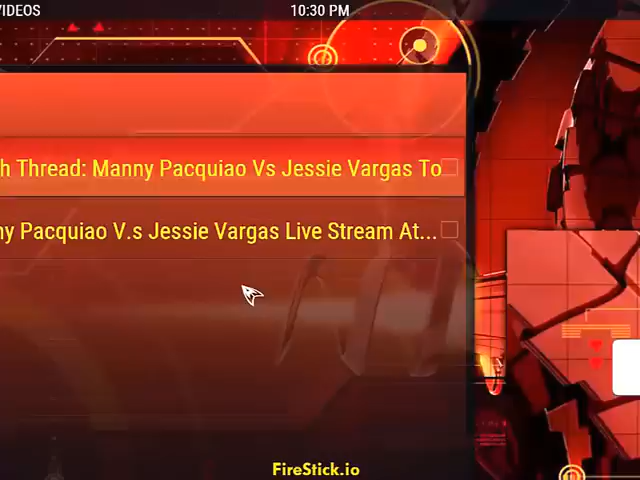 VIDEOS
10:30 PM
h Thread: Manny Pacquiao Vs Jessie Vargas To
ny Pacquiao V.s Jessie Vargas Live Stream At...
FireStick.io